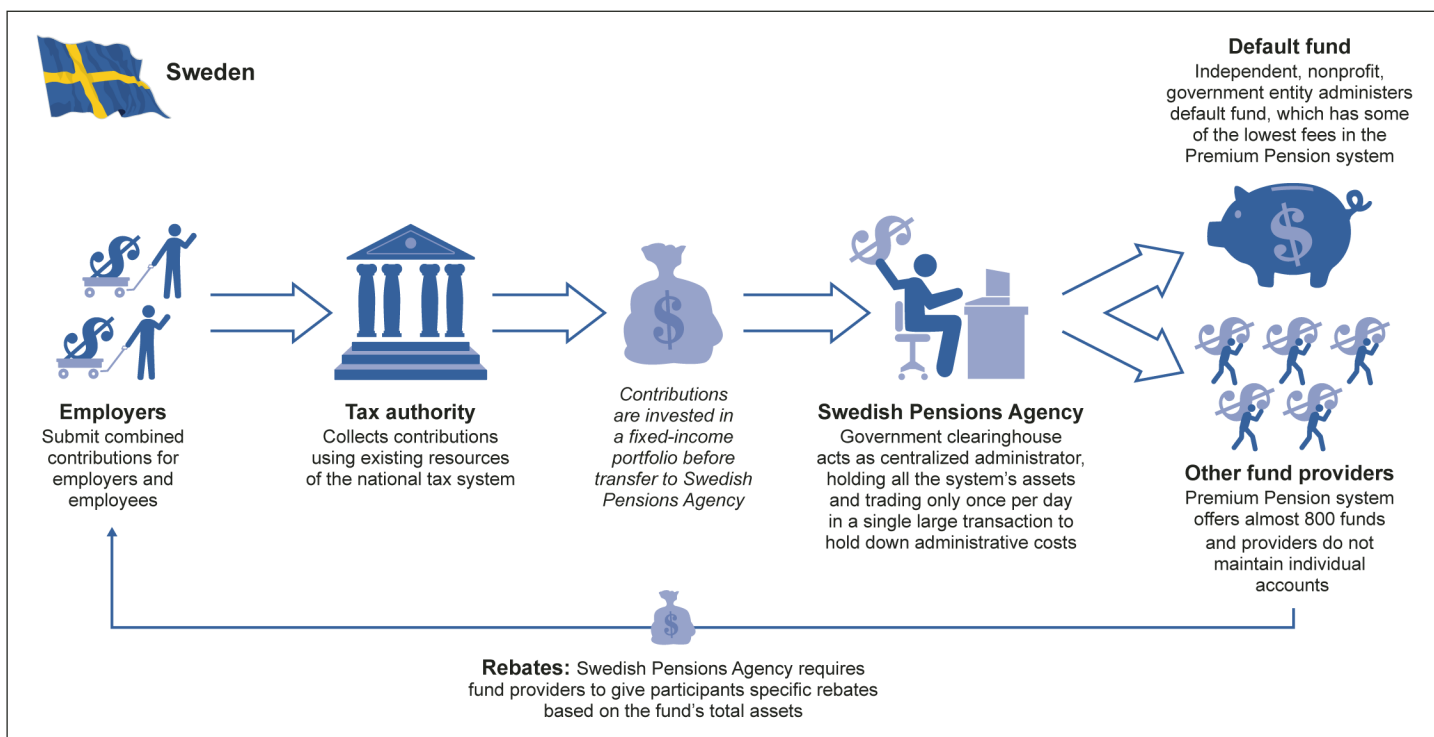 Sweden
Default fund
Independent, nonprofit,
government entity administers
default fund, which has some
of the lowest fees in the
Premium Pension system
$
$
$
$
$
$
Employers
Submit combined
contributions for
employers and
employees
Tax authority
Collects contributions
using existing resources
of the national tax system
Contributions
are invested in
a fixed-income
portfolio before
transfer to Swedish
Pensions Agency
Swedish Pensions Agency
Government clearinghouse
acts as centralized administrator,
holding all the system's assets
and trading only once per day
in a single large transaction to
hold down administrative costs
$
$
$
$
Other fund providers
Premium Pension system
offers almost 800 funds
and providers do not
maintain individual
accounts
$
Rebates: Swedish Pensions Agency requires
fund providers to give participants specific rebates
based on the fund's total assets